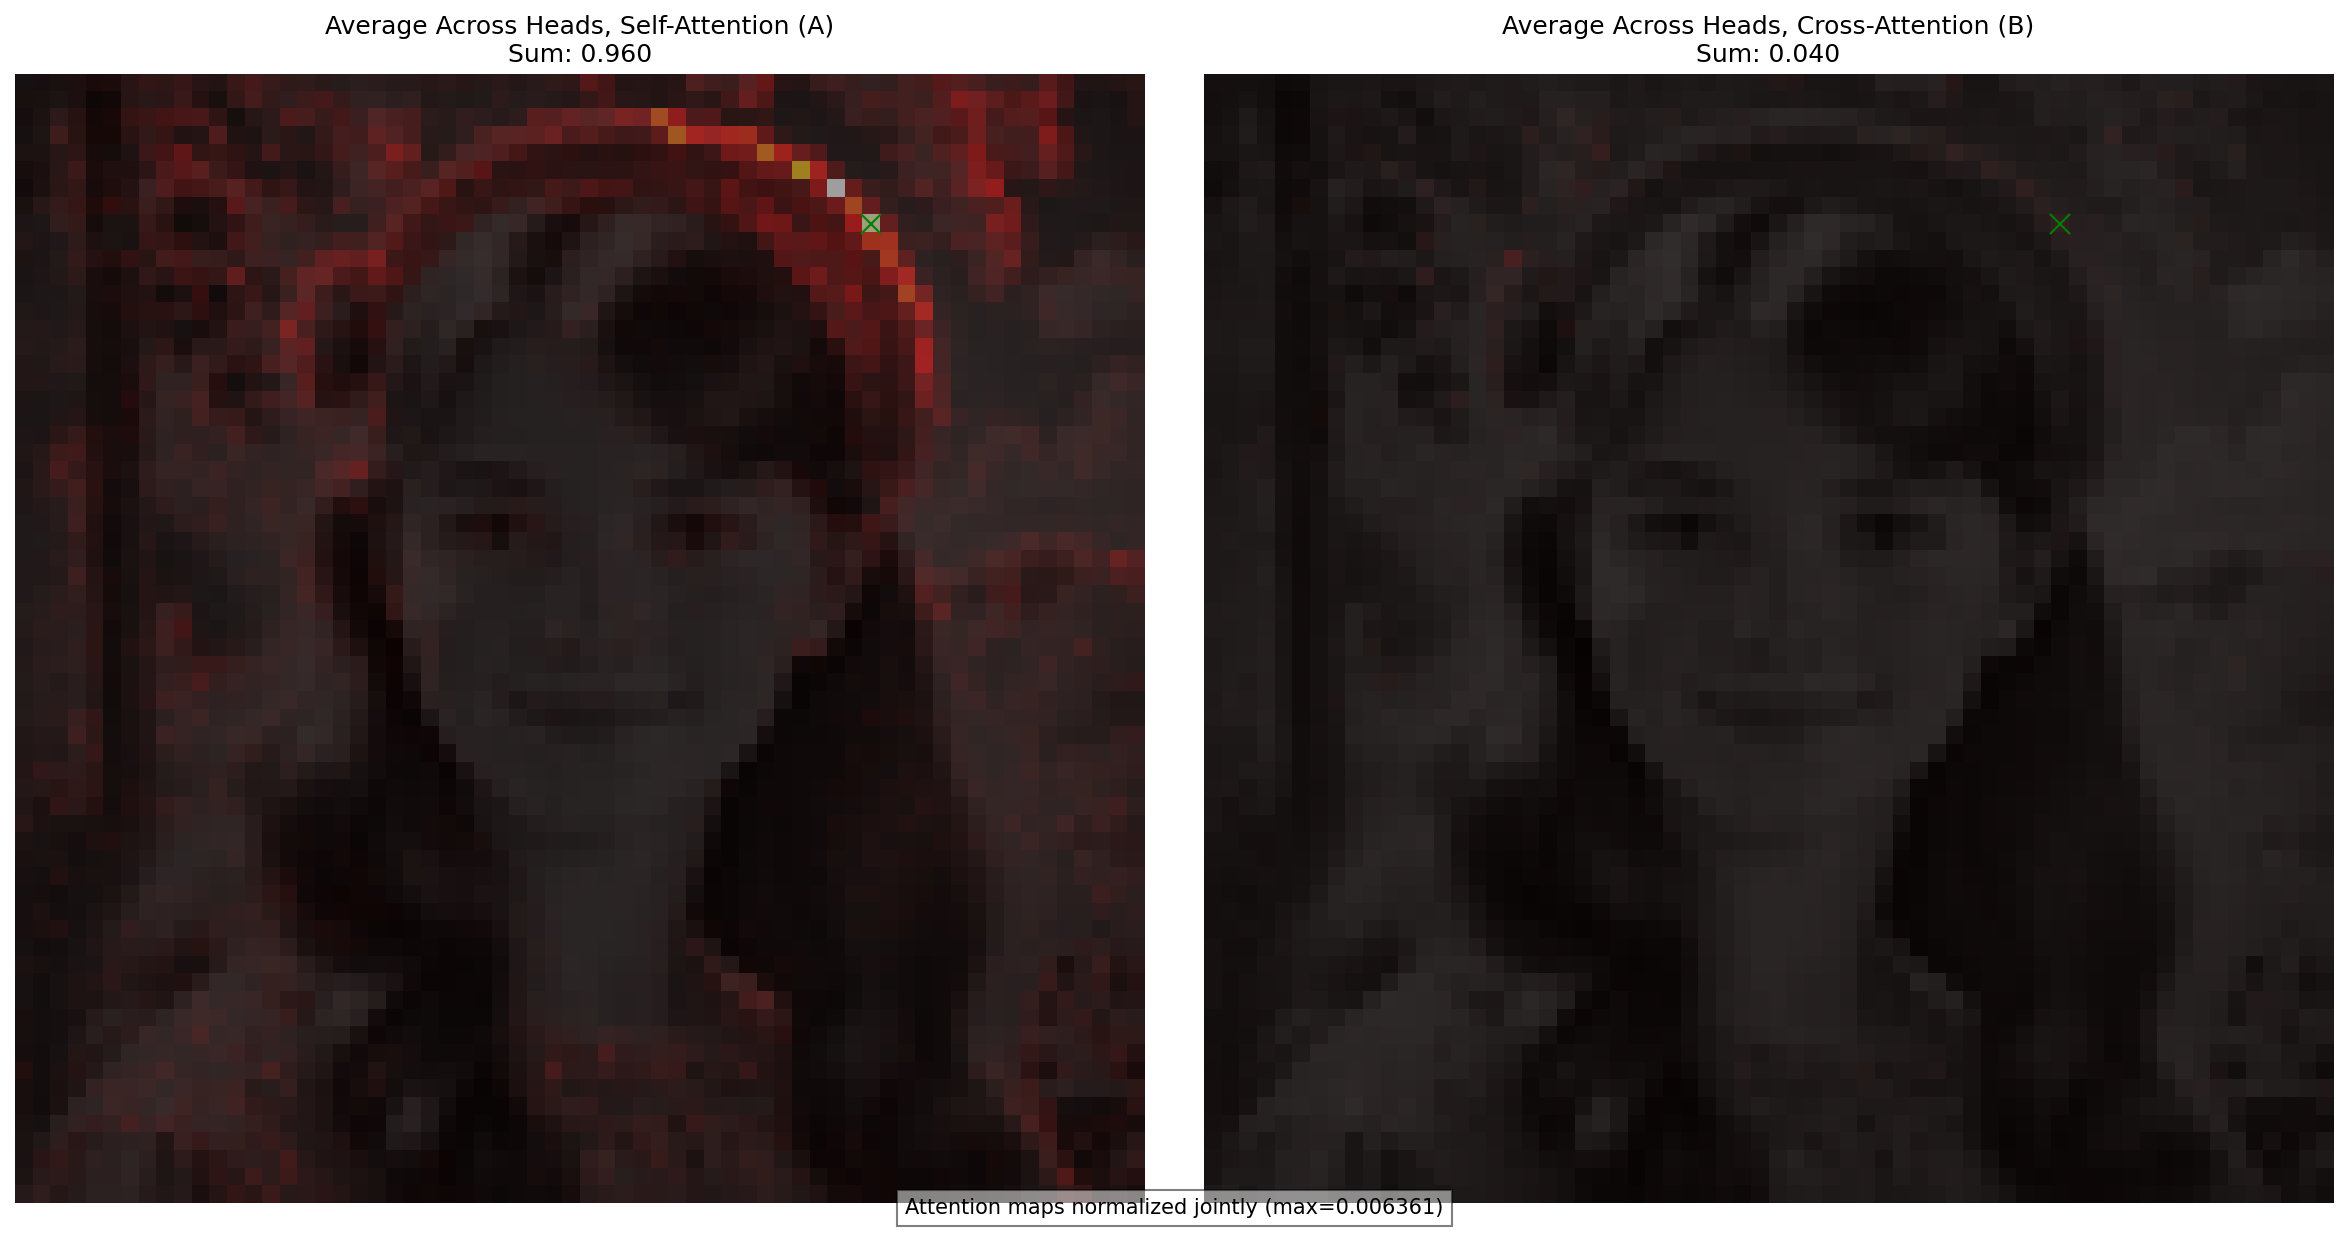 Average Across Heads, Self-Attention (A)
Sum: 0.960
Average Across Heads, Cross-Attention (B)
Sum: 0.040
Attention maps normalized jointly (max=0.006361)